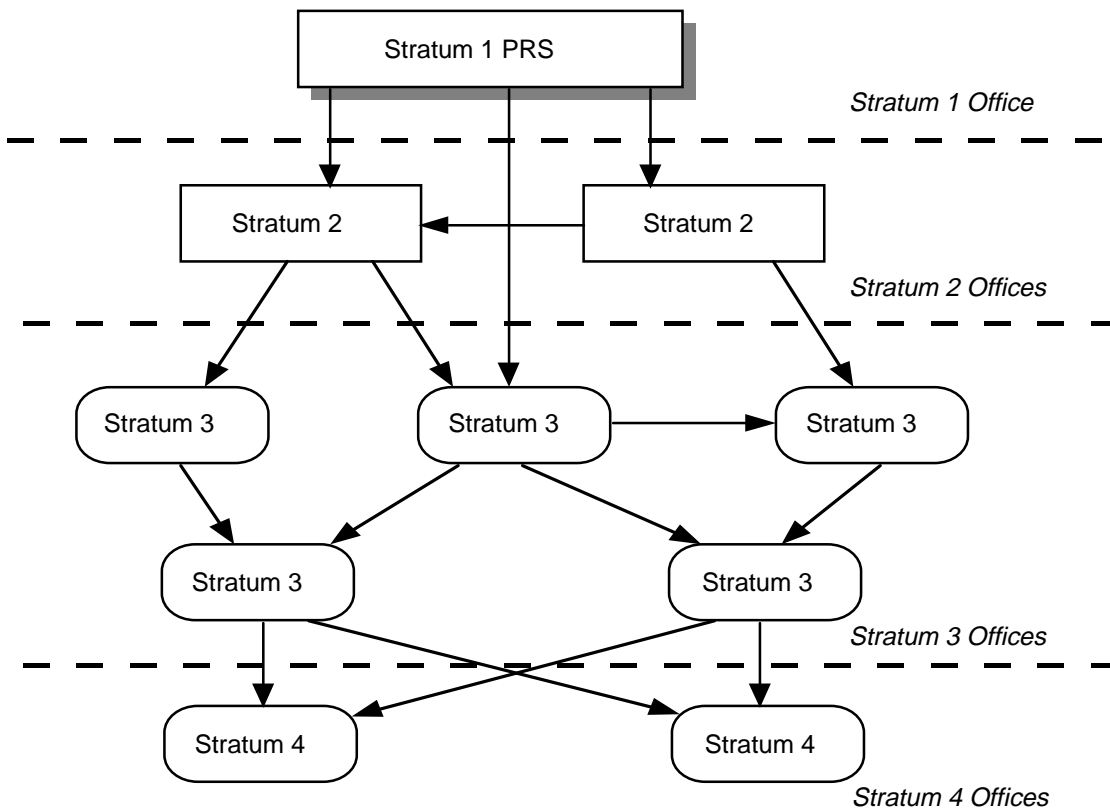 Stratum 1 PRS
Stratum 1 Office
Stratum 2
Stratum 2
Stratum 2 Offices
Stratum 3
Stratum 3
Stratum 3
Stratum 3
Stratum 3
Stratum 3 Offices
Stratum 4
Stratum 4
Stratum 4 Offices